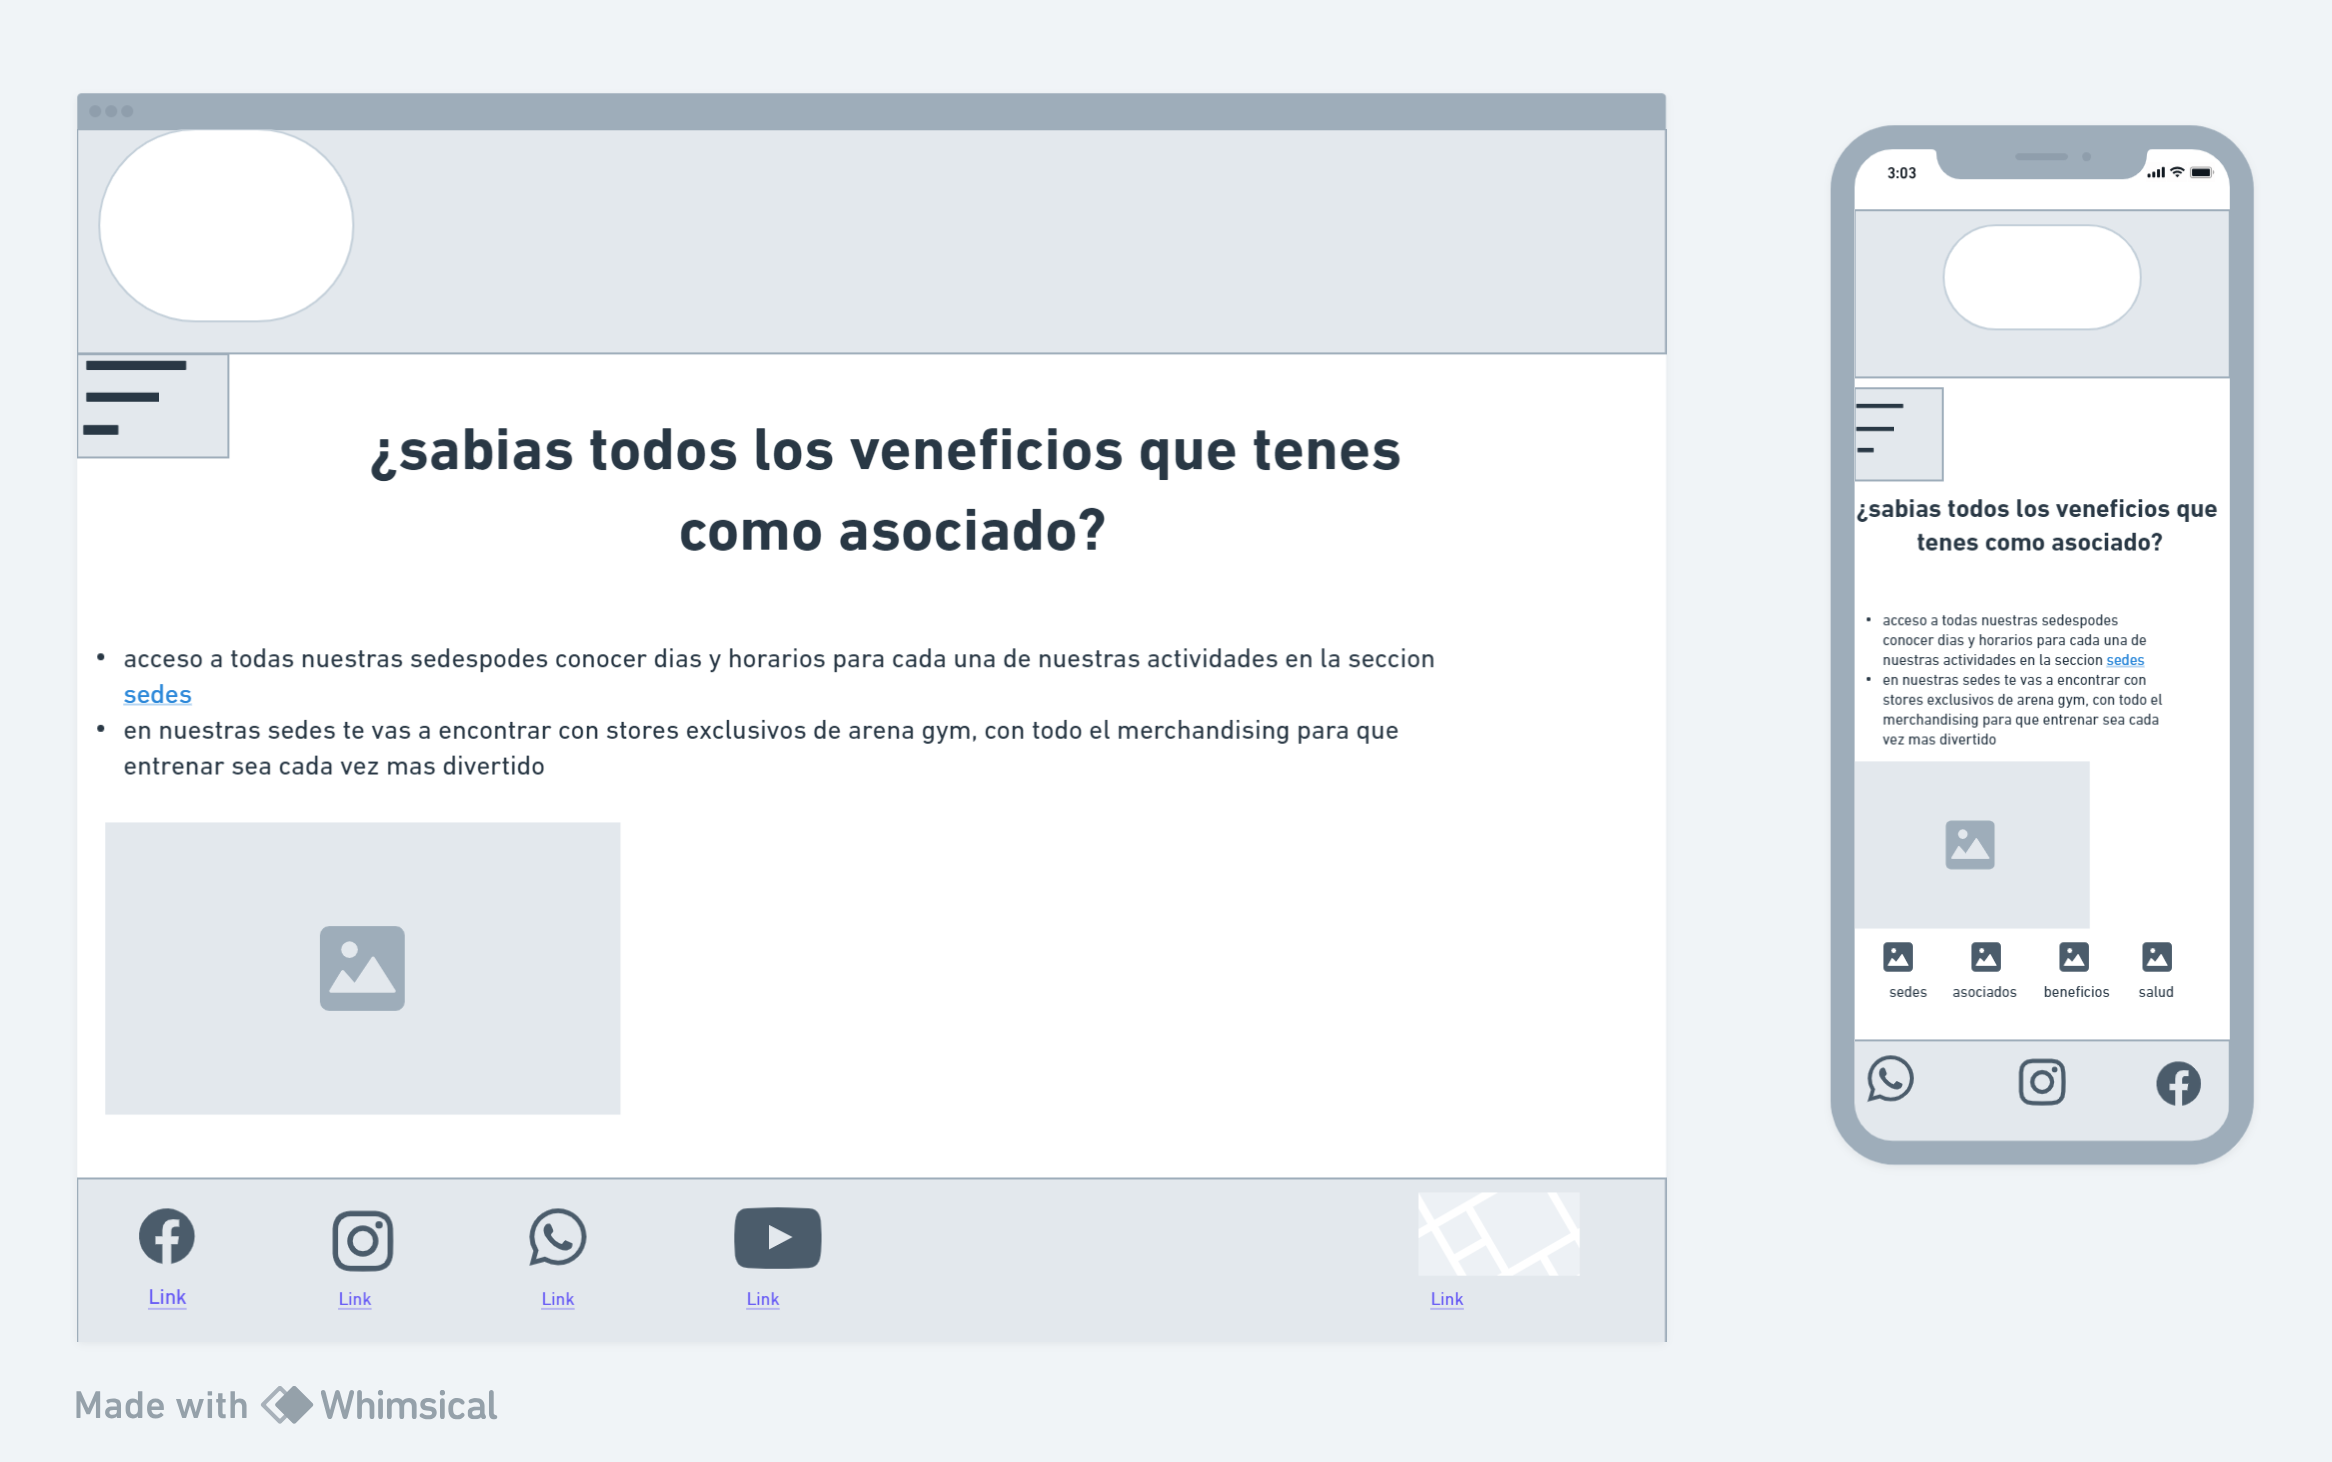 ¿sabias todos los veneficios que tenes
como asociado?
• acceso a todas nuestras sedespodes conocer dias y horarios para cada una de nuestras actividades en la seccion
sedes
• en nuestras sedes te vas a encontrar con stores exclusivos de arena gym, con todo el merchandising para que
entrenar sea cada vez mas divertido
Link
Link
Link
Link
Link
3:03
¿sabias todos los veneficios que
tenes como asociado?
• acceso a todas nuestras sedespodes
conocer dias y horarios para cada una de
nuestras actividades en la seccion sedes
• en nuestras sedes te vas a encontrar con
stores exclusivos de arena gym, con todo el
merchandising para que entrenar sea cada
vez mas divertido
sedes asociados beneficios salud
Made with Whimsical